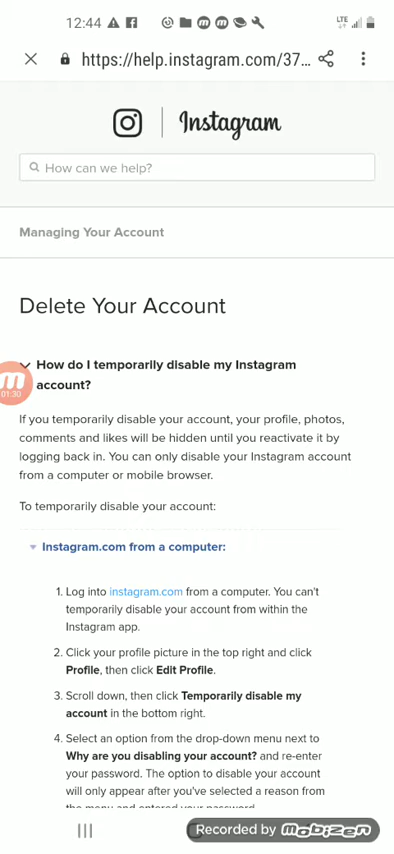 12:44
LTE
https://help.instagram.com/37...
Instagram
How can we help?
Managing Your Account
Delete Your Account
How do I temporarily disable my Instagram
account?
01:30
If you temporarily disable your account, your profile, photos,
comments and likes will be hidden until you reactivate it by
logging back in. You can only disable your Instagram account
from a computer or mobile browser.
To temporarily disable your account:
Instagram.com from a computer:
1. Log into instagram.com from a computer. You can't
temporarily disable your account from within the
Instagram app.
2. Click your profile picture in the top right and click
Profile, then click Edit Profile.
3. Scroll down, then click Temporarily disable my
account in the bottom right.
4. Select an option from the drop-down menu next to
Why are you disabling your account? and re-enter
your password. The option to disable your account
will only appear after you've selected a reason from
the menu and entered your password.
Recorded by mobizen